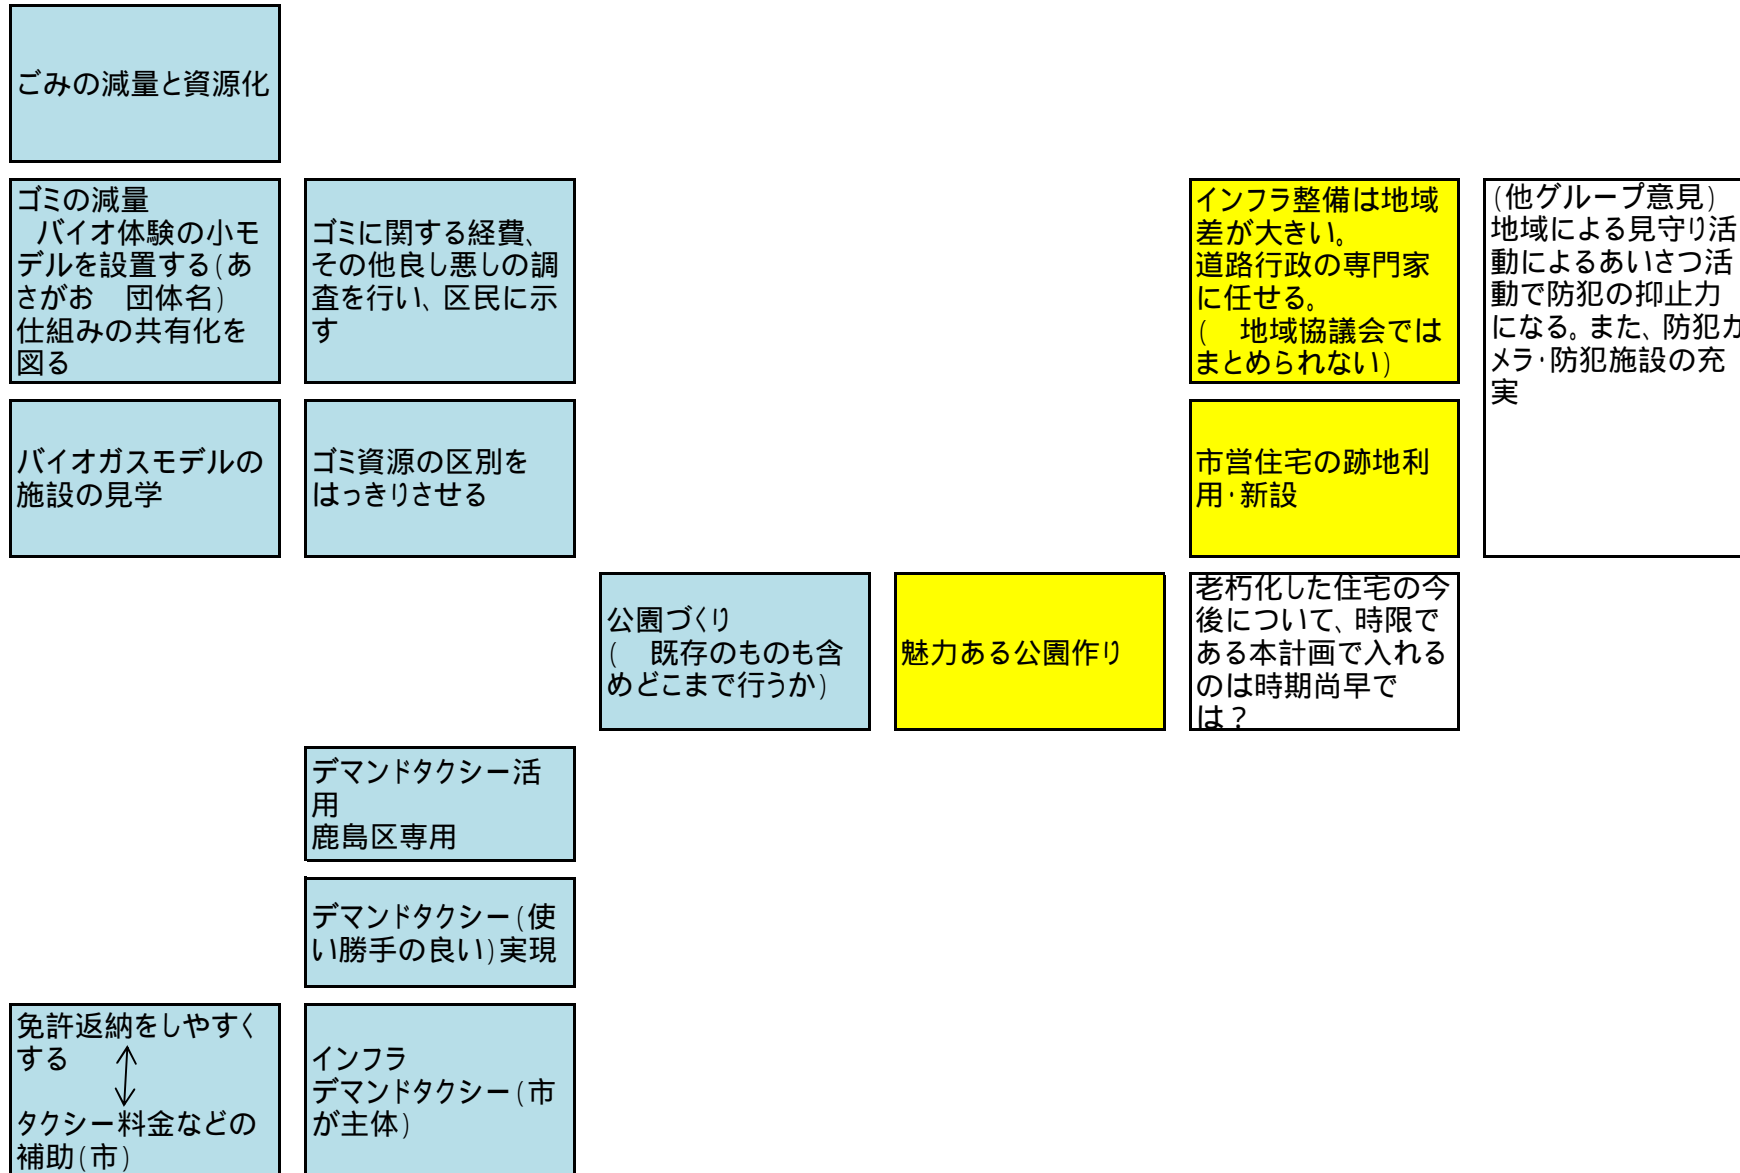 ごみの減量と資源化
ゴミの減量
バイオ体験の小モ
デルを設置する(あ
さがお　団体名)
仕組みの共有化を
図る
ゴミに関する経費、
その他良し悪しの調
査を行い、区民に示
す
インフラ整備は地域
差が大きい。
道路行政の専門家
に任せる。
(　地域協議会では
まとめられない)
(他グループ意見)
地域による見守り活
動によるあいさつ活
動で防犯の抑止力
になる。また、防犯カ
メラ・防犯施設の充
実
バイオガスモデルの
施設の見学
ゴミ資源の区別を
はっきりさせる
市営住宅の跡地利
用・新設
公園づくり
(　既存のものも含
めどこまで行うか)
魅力ある公園作り
老朽化した住宅の今
後について、時限で
ある本計画で入れる
のは時期尚早で
は？
デマンドタクシー活
用
鹿島区専用
デマンドタクシー(使
い勝手の良い)実現
免許返納をしやすく
する
タクシー料金などの
補助(市)
インフラ
デマンドタクシー(市
が主体)